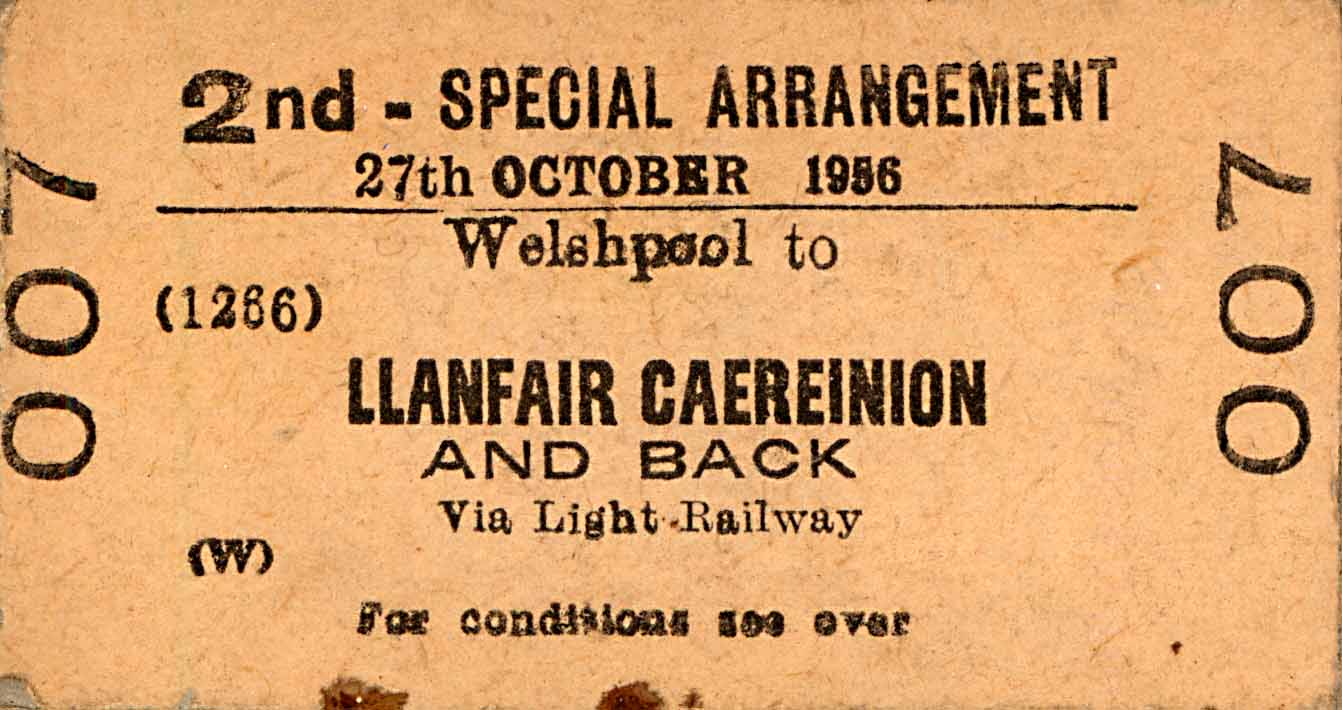 2nd - SPECIAL ARRANGEMENT
27th OCTOBER 1956
Welshpool to
(1266)
LLANFAIR CAEREINION
AND BACK
Via Light Railway
(W)
For conditions see over
007
007